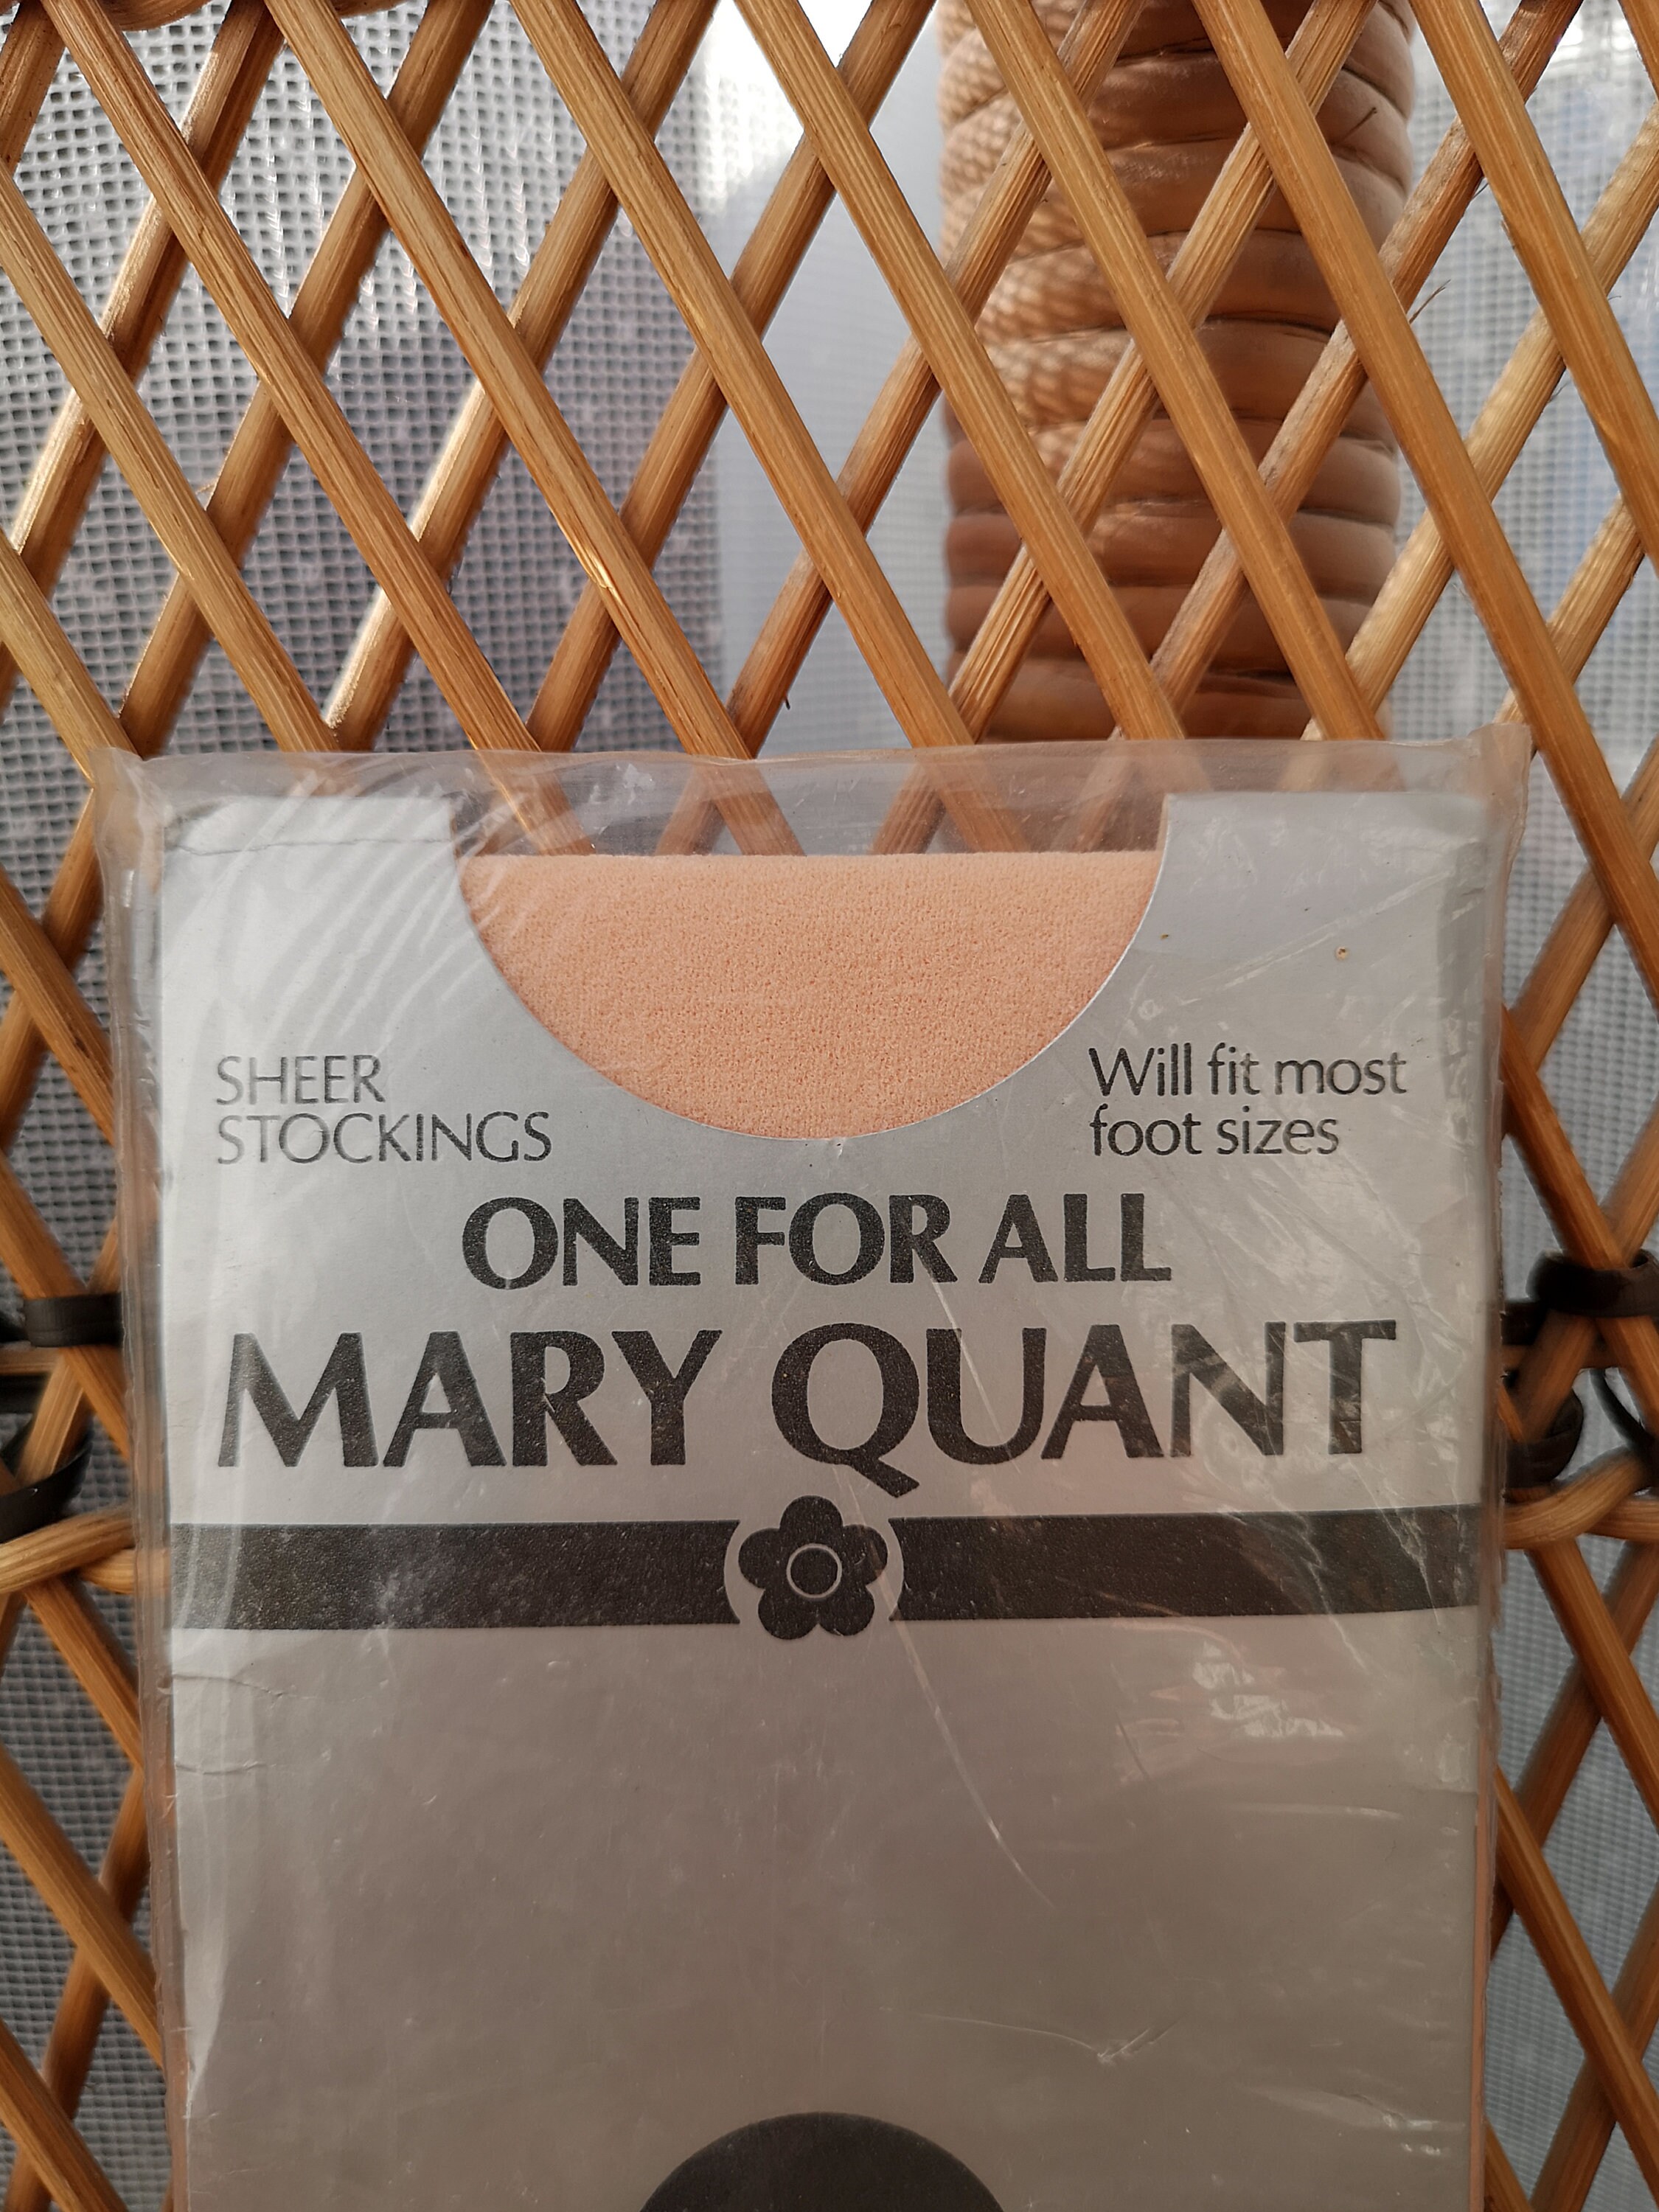 SHEER
STOCKINGS
Will fit most
foot sizes
ONE FOR ALL
MARY QUANT